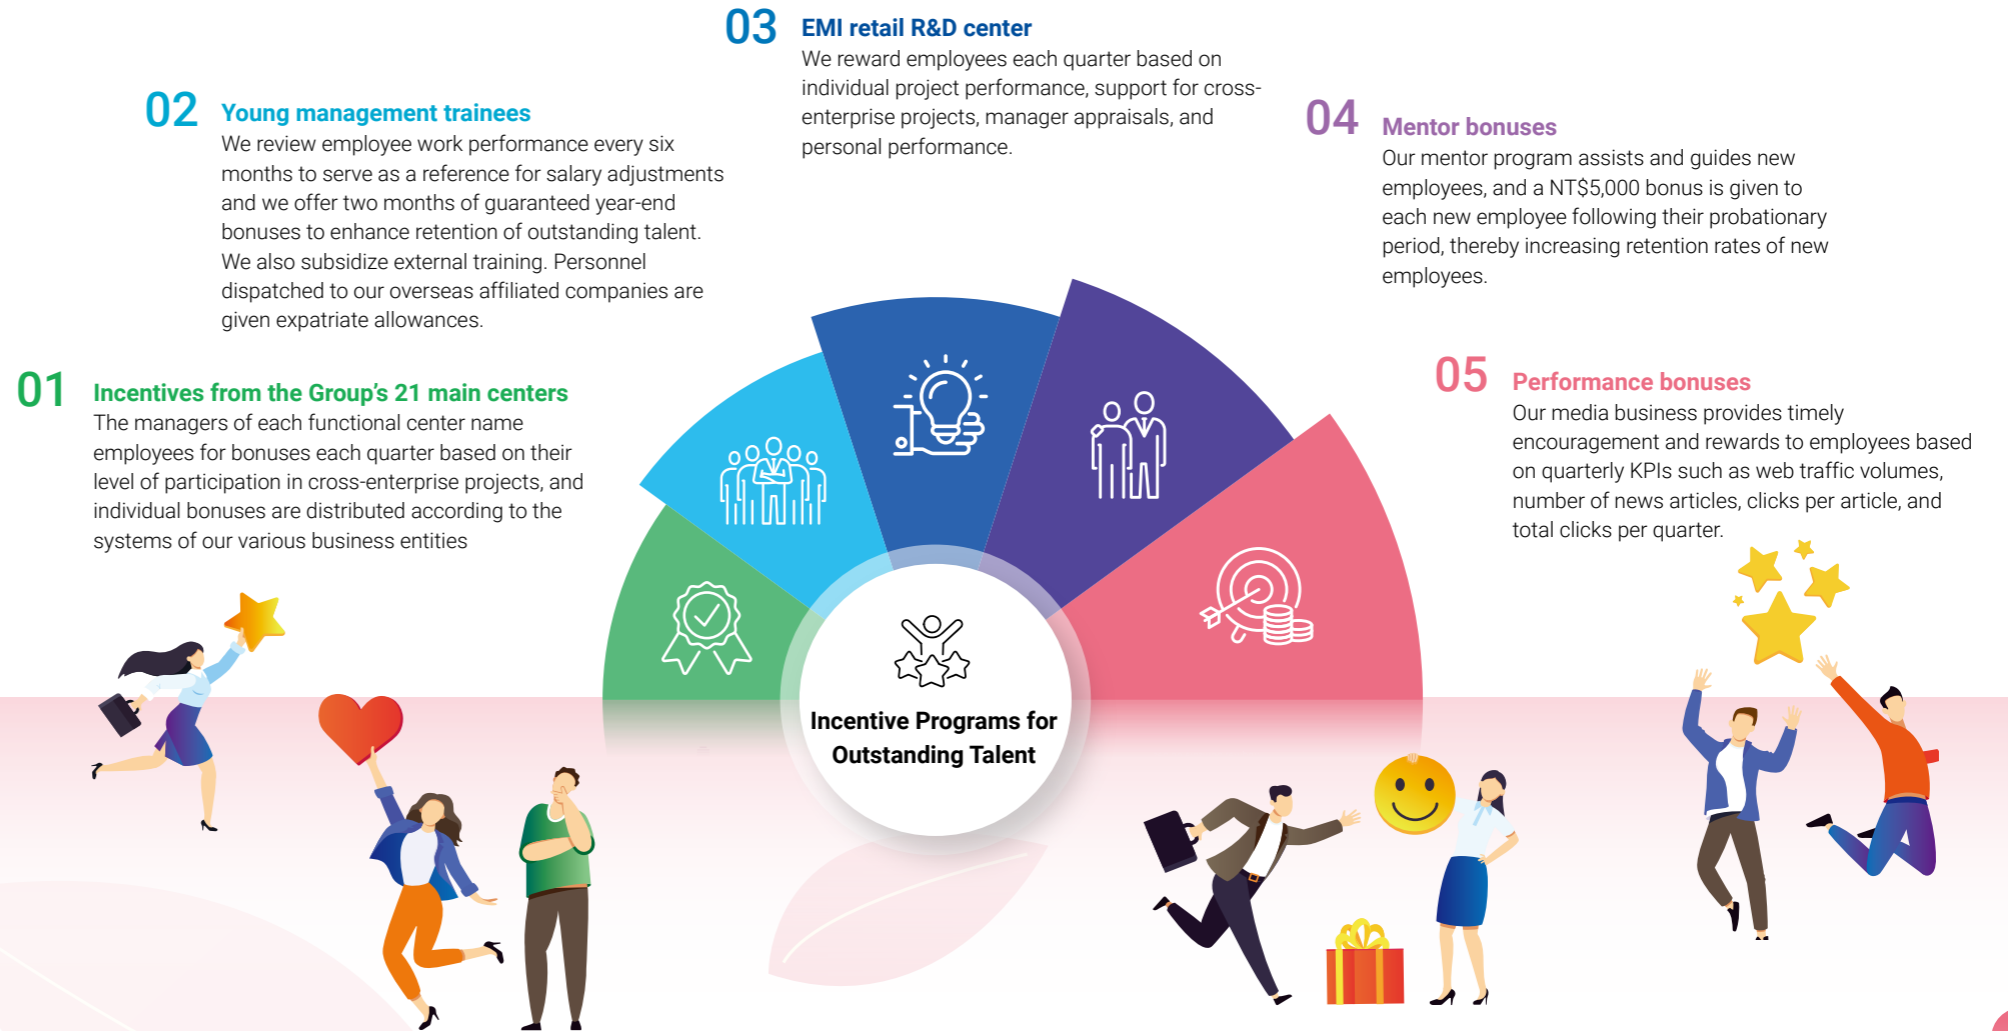 01
Incentives from the Group's 21 main centers
The managers of each functional center name
employees for bonuses each quarter based on their
level of participation in cross-enterprise projects, and
individual bonuses are distributed according to the
systems of our various business entities
02
Young management trainees
We review employee work performance every six
months to serve as a reference for salary adjustments
and we offer two months of guaranteed year-end
bonuses to enhance retention of outstanding talent.
We also subsidize external training. Personnel
dispatched to our overseas affiliated companies are
given expatriate allowances.
03
EMI retail R&D center
We reward employees each quarter based on
individual project performance, support for cross-
enterprise projects, manager appraisals, and
personal performance.
04
Mentor bonuses
Our mentor program assists and guides new
employees, and a NT$5,000 bonus is given to
each new employee following their probationary
period, thereby increasing retention rates of new
employees.
05
Performance bonuses
Our media business provides timely
encouragement and rewards to employees based
on quarterly KPIs such as web traffic volumes,
number of news articles, clicks per article, and
total clicks per quarter.
Incentive Programs for
Outstanding Talent